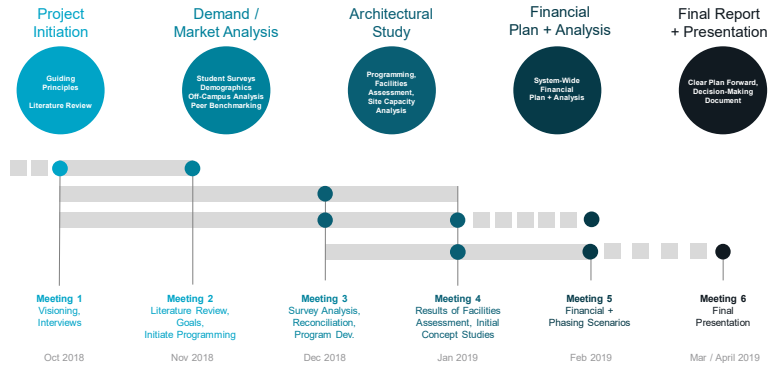 Project
Initiation
Demand /
Market Analysis
Architectural
Study
Financial
Plan + Analysis
Final Report
+ Presentation
Guiding
Principles
Literature Review
Student Surveys
Demographics
Off-Campus Analysis
Peer Benchmarking
Programming,
Facilities
Assessment,
Site Capacity
Analysis
System-Wide
Financial
Plan + Analysis
Clear Plan Forward,
Decision-Making
Document
Meeting 1
Visioning,
Interviews
Meeting 2
Literature Review,
Goals,
Initiate Programming
Meeting 3
Survey Analysis,
Reconciliation,
Program Dev.
Meeting 4
Results of Facilities
Assessment, Initial
Concept Studies
Meeting 5
Financial +
Phasing Scenarios
Meeting 6
Final
Presentation
Oct 2018
Nov 2018
Dec 2018
Jan 2019
Feb 2019
Mar / April 2019